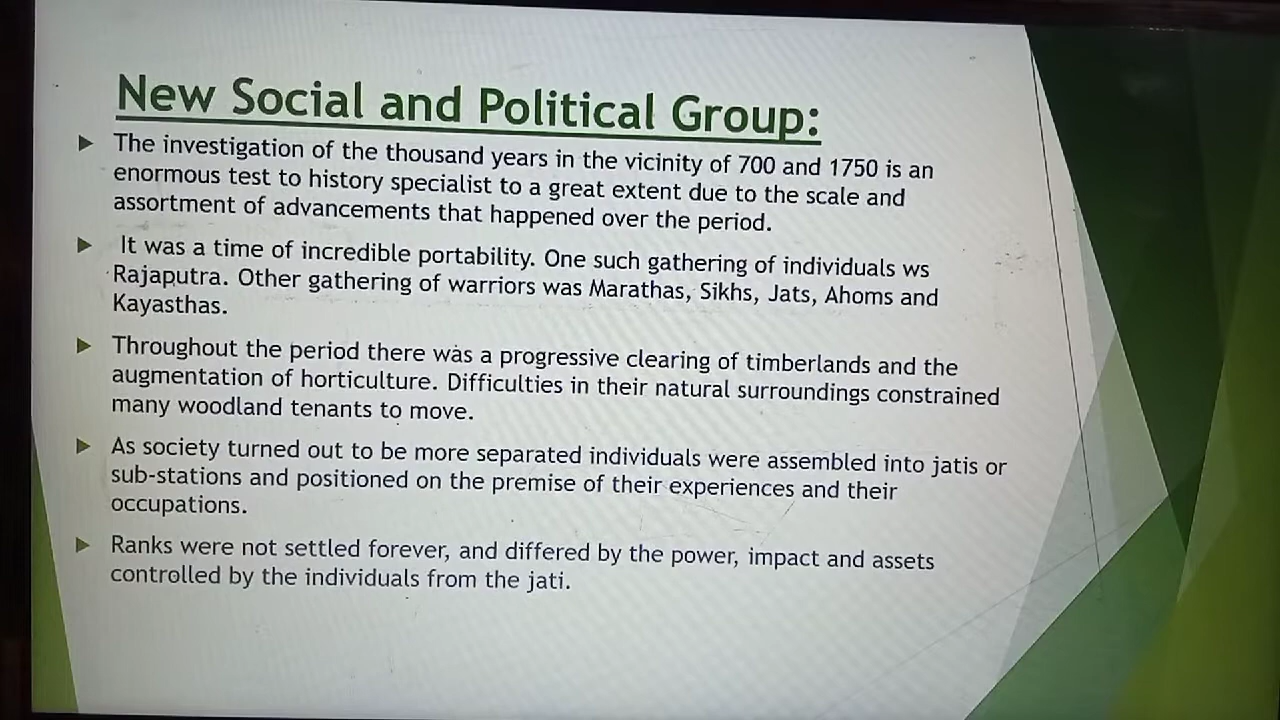 New Social and Political Group:
The investigation of the thousand years in the vicinity of 700 and 1750 is an
enormous test to history specialist to a great extent due to the scale and
assortment of advancements that happened over the period.
It was a time of incredible portability. One such gathering of individuals ws
Rajaputra. Other gathering of warriors was Marathas, Sikhs, Jats, Ahoms and
Kayasthas.
Throughout the period there was a progressive clearing of timberlands and the
augmentation of horticulture. Difficulties in their natural surroundings constrained
many woodland tenants to move.
As society turned out to be more separated individuals were assembled into jatis or
sub-stations and positioned on the premise of their experiences and their
occupations.
Ranks were not settled forever, and differed by the power, impact and assets
controlled by the individuals from the jati.